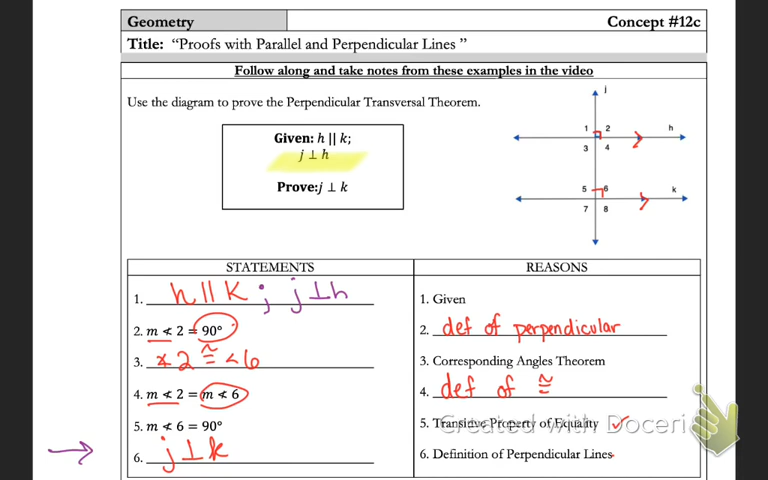 Geometry Concept #12c
Title: “Proofs with Parallel and Perpendicular Lines ”
Follow along and take notes from these examples in the video
Use the diagram to prove the Perpendicular Transversal Theorem.
Given: h || k;
j ⊥ h
Prove: j ⊥ k
j
1 2 h
3 4
5 6 k
7 8
STATEMENTS REASONS
1. h || k ; j ⊥ h 1. Given
2. m ∢ 2 = 90° 2. def of perpendicular
3. ∢2 ≅ ∢6 3. Corresponding Angles Theorem
4. m ∢ 2 = m ∢ 6 4. def of ≅
5. m ∢ 6 = 90° 5. Transitive Property of Equality ✓
6. j ⊥ k 6. Definition of Perpendicular Lines
Created with Doceri